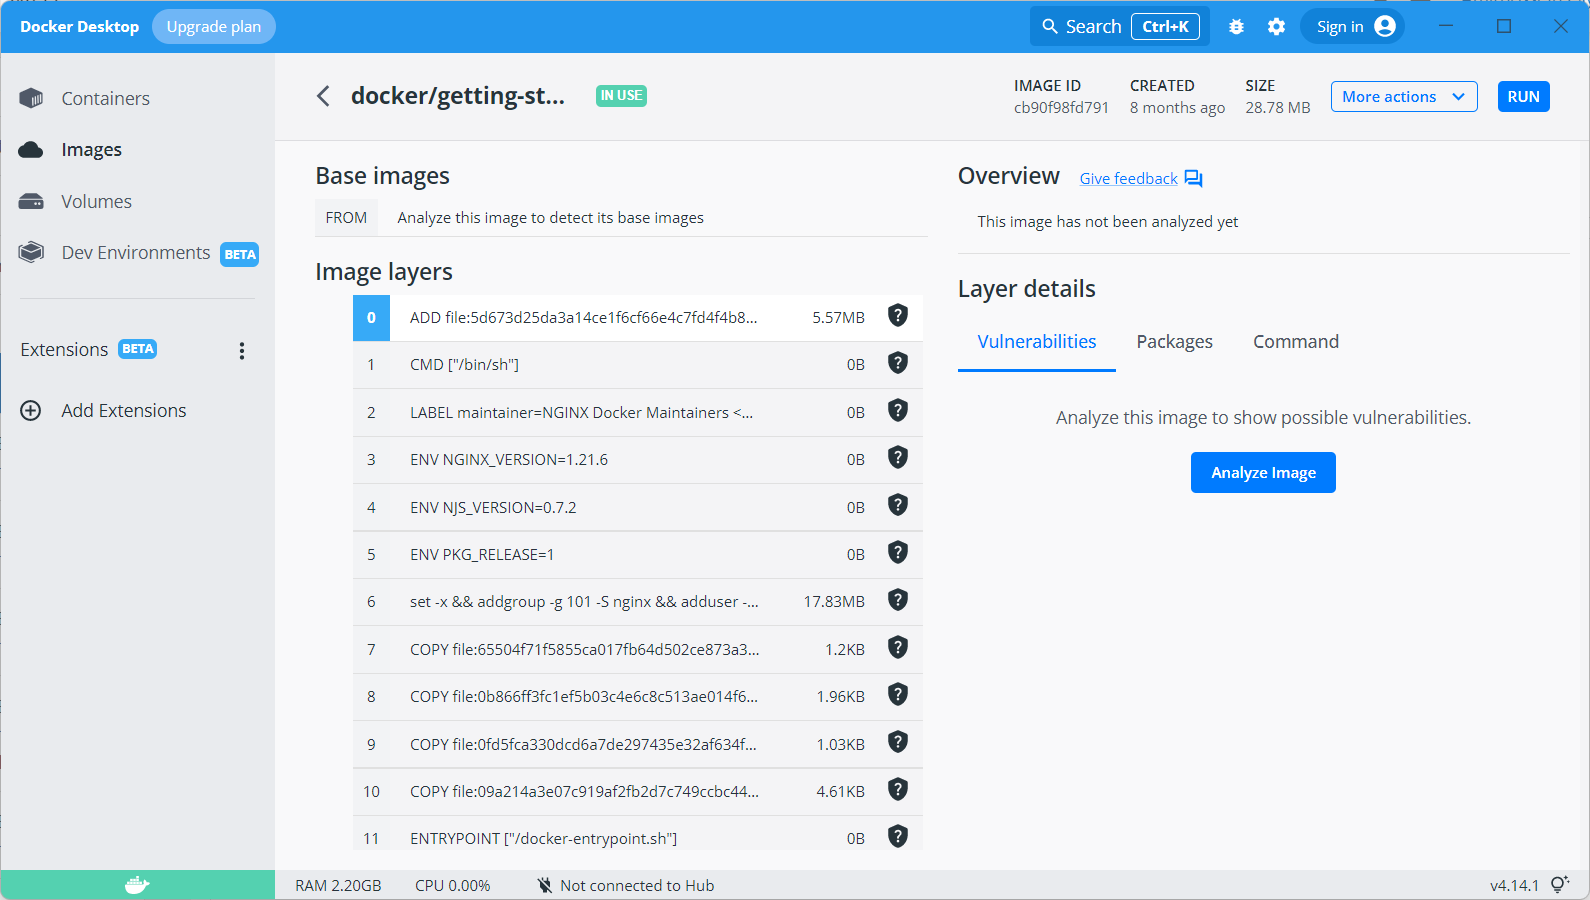 Docker Desktop
Upgrade plan
Search Ctrl+K
Sign in
Containers
Images
Volumes
Dev Environments BETA
Extensions BETA
Add Extensions
docker/getting-st...
IN USE
IMAGE ID
cb90f98fd791
CREATED
8 months ago
SIZE
28.78 MB
More actions
RUN
Base images
FROM Analyze this image to detect its base images
Image layers
0 ADD file:5d673d25da3a14ce1f6cf66e4c7fd4f4b8... 5.57MB
1 CMD ["/bin/sh"] 0B
2 LABEL maintainer=NGINX Docker Maintainers <... 0B
3 ENV NGINX_VERSION=1.21.6 0B
4 ENV NJS_VERSION=0.7.2 0B
5 ENV PKG_RELEASE=1 0B
6 set -x && addgroup -g 101 -S nginx && adduser -... 17.83MB
7 COPY file:65504f71f5855ca017fb64d502ce873a3... 1.2KB
8 COPY file:0b866ff3fc1ef5b03c4e6c8c513ae014f6... 1.96KB
9 COPY file:0fd5fca330dcd6a7de297435e32af634f... 1.03KB
10 COPY file:09a214a3e07c919af2fb2d7c749ccbc44... 4.61KB
11 ENTRYPOINT ["/docker-entrypoint.sh"] 0B
Overview Give feedback
This image has not been analyzed yet
Layer details
Vulnerabilities Packages Command
Analyze this image to show possible vulnerabilities.
Analyze Image
RAM 2.20GB CPU 0.00% Not connected to Hub
v4.14.1